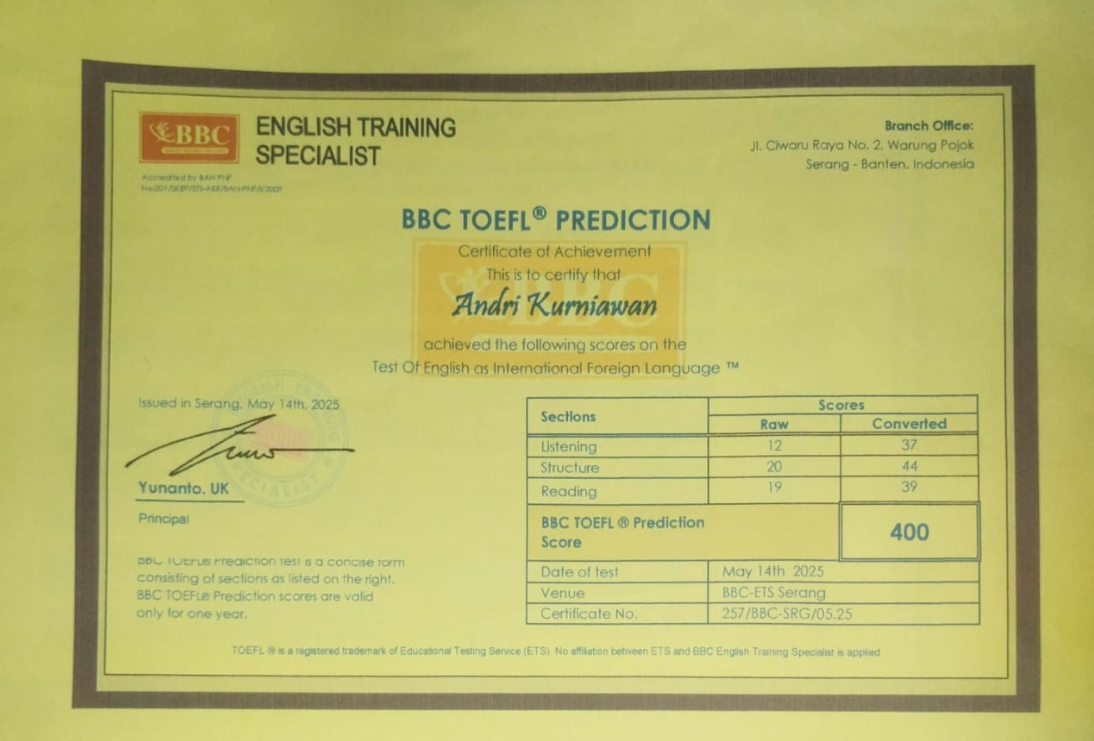 BBC
ENGLISH TRAINING
SPECIALIST
Accredited by BAN PNF
Branch Office:
Jl. Ciwaru Raya No. 2, Warung Pojok
Serang - Banten. Indonesia
BBC TOEFL® PREDICTION
Certificate of Achievement
This is to certify that
Andri Kurniawan
achieved the following scores on the
Test Of English as International Foreign Language ™
Issued in Serang, May 14th, 2025
Yunanto. UK
Principal
BBC TOEFL® Prediction test is a concise form
consisting of sections as listed on the right.
BBC TOEFL® Prediction scores are valid
only for one year.
Sections Scores
Raw Converted
Listening 12 37
Structure 20 44
Reading 19 39
BBC TOEFL ® Prediction
Score 400
Date of test May 14th 2025
Venue BBC-ETS Serang
Certificate No. 257/BBC-SRG/05.25
TOEFL ® is a registered trademark of Educational Testing Service (ETS). No affiliation between ETS and BBC English Training Specialist is applied